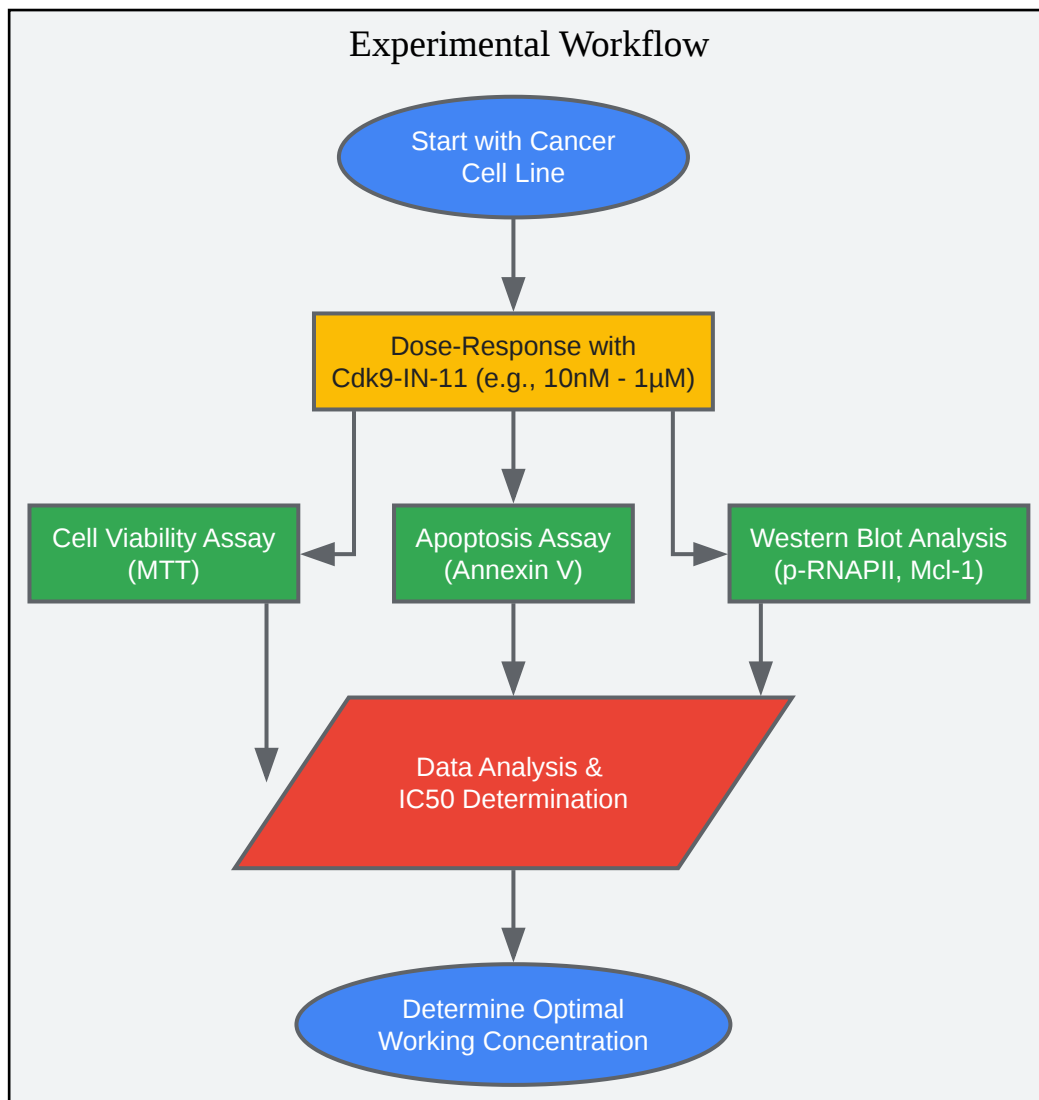 Experimental Workflow
Start with Cancer
Cell Line
Dose-Response with
Cdk9-IN-11 (e.g., 10nM - 1µM)
Cell Viability Assay
(MTT)
Apoptosis Assay
(Annexin V)
Western Blot Analysis
(p-RNAPII, Mcl-1)
Data Analysis &
IC50 Determination
Determine Optimal
Working Concentration